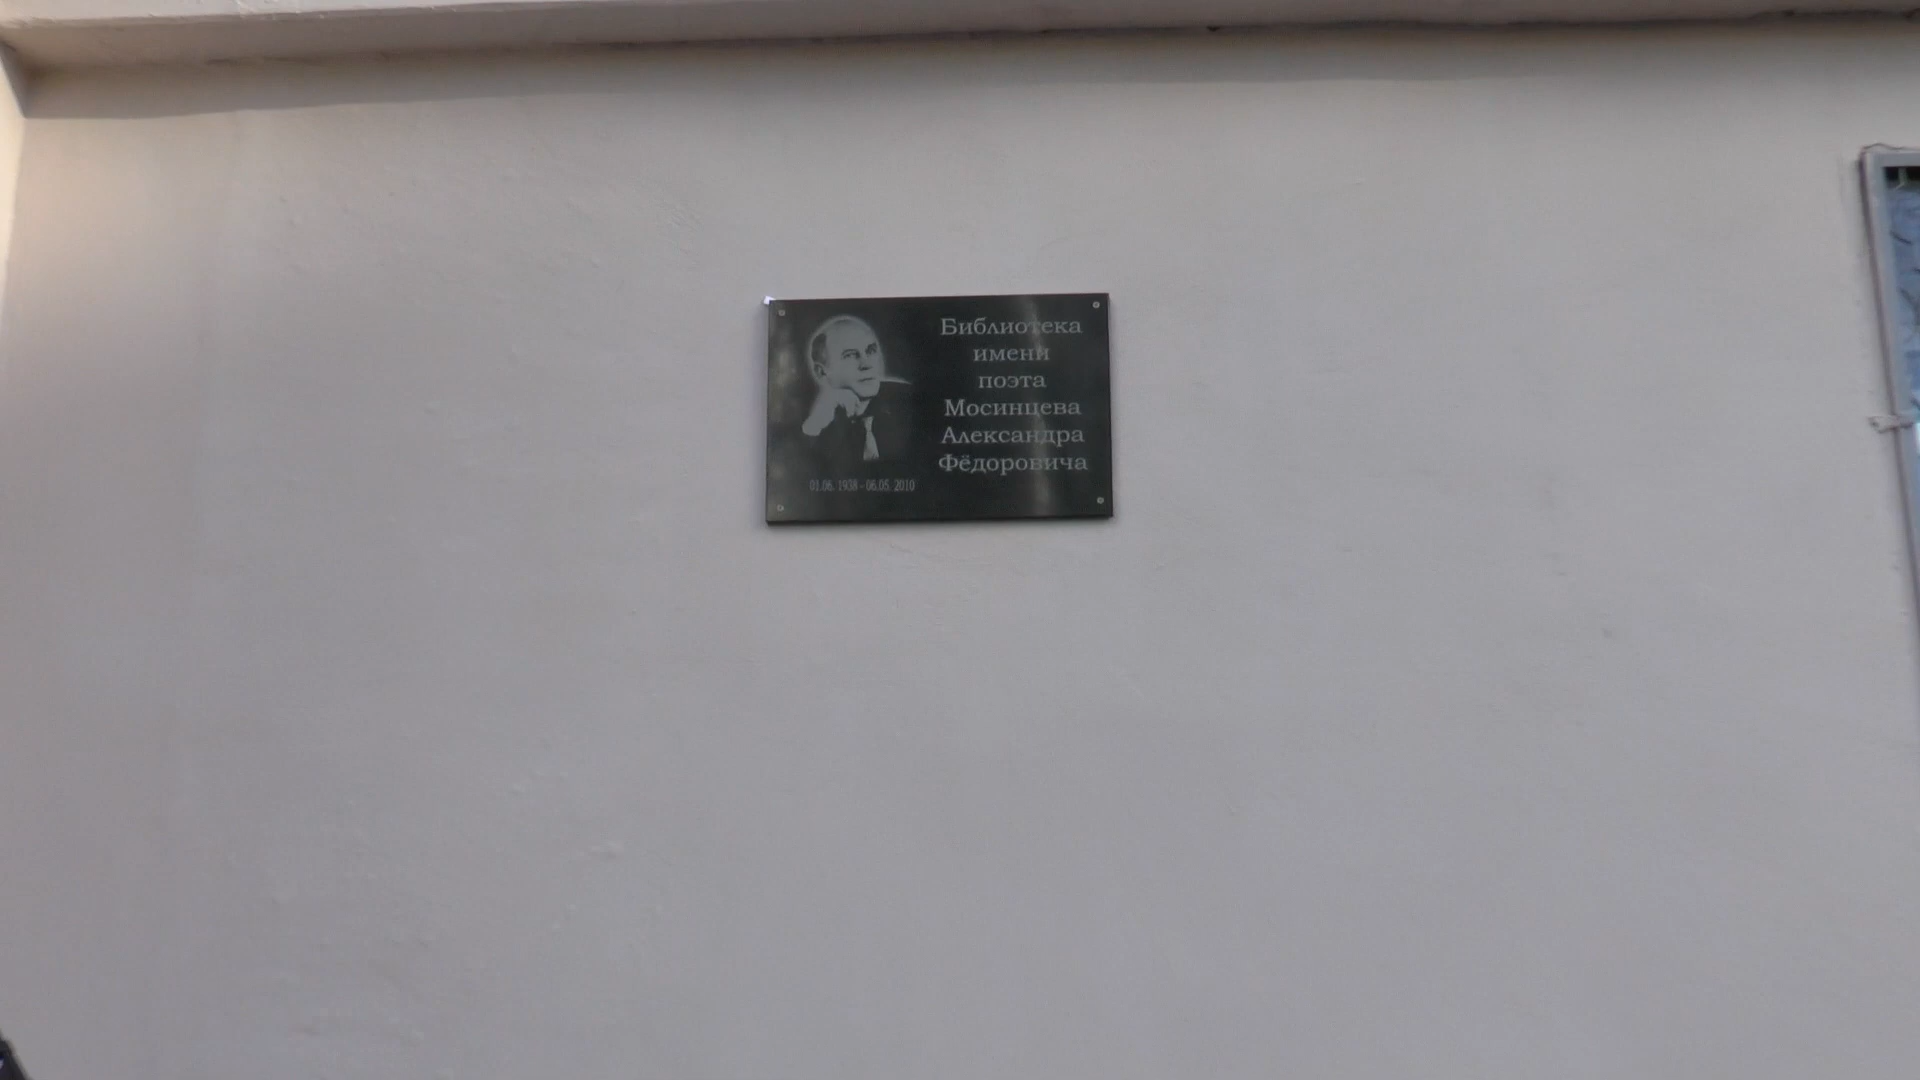 Библиотека
имени
поэта
Мосинцева
Александра
Фёдоровича
01.06. 1938 - 06.05. 2010